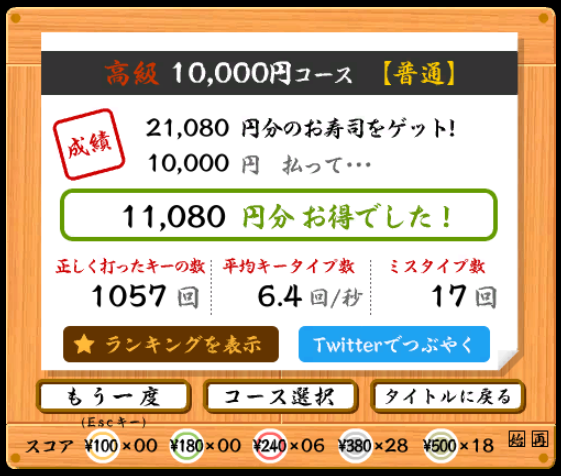 高級 10,000円コース 【普通】
成績
21,080 円分のお寿司をゲット!
10,000 円 払って･･･
11,080 円分 お得でした！
正しく打ったキーの数 平均キータイプ数 ミスタイプ数
1057 回 6.4 回/秒 17 回
★ ランキングを表示 Twitterでつぶやく
もう一度 コース選択 タイトルに戻る
(Escキー)
スコア ¥100×00 ¥180×00 ¥240×06 ¥380×28 ¥500×18 始 再